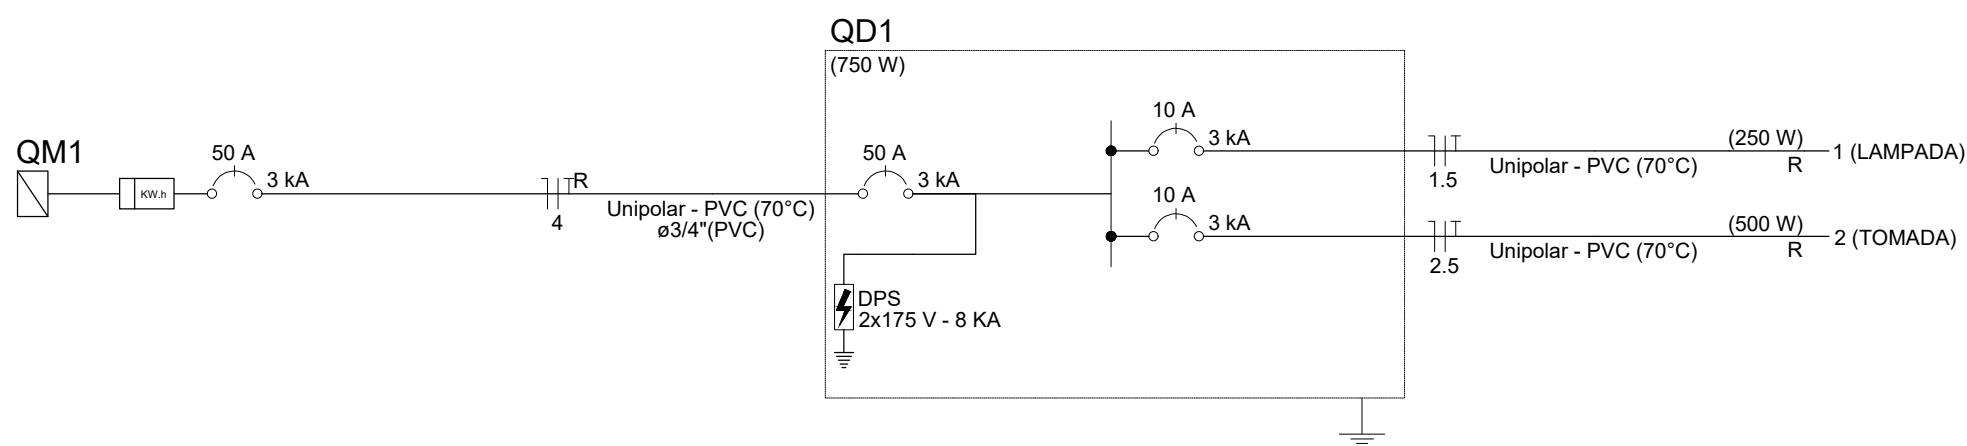 QD1
(750 W)
QM1
KW.h
50 A
3 kA
4
R
Unipolar - PVC (70°C)
ø3/4"(PVC)
50 A
3 kA
DPS
2x175 V - 8 KA
10 A
3 kA
1.5
Unipolar - PVC (70°C)
(250 W)
R
1 (LAMPADA)
10 A
3 kA
2.5
Unipolar - PVC (70°C)
(500 W)
R
2 (TOMADA)